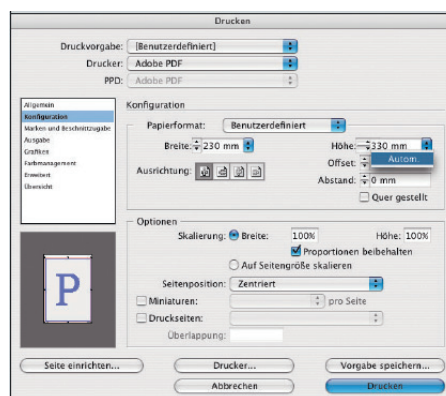 Drucken
Druckvorgabe: [Benutzerdefiniert]
Drucker: Adobe PDF
PPD: Adobe PDF
Allgemein
Konfiguration
Marken und Beschnittzugabe
Ausgabe
Grafiken
Farbmanagement
Erweitert
Übersicht
Konfiguration
Papierformat: Benutzerdefiniert
Breite: 230 mm Höhe: 330 mm
Autom.
Ausrichtung: Offset:
Abstand: 0 mm
Quer gestellt
Optionen
Skalierung: Breite: 100% Höhe: 100%
Proportionen beibehalten
Auf Seitengröße skalieren
Seitenposition: Zentriert
Miniaturen: pro Seite
Druckseiten:
Überlappung:
P
Seite einrichten... Drucker... Vorgabe speichern...
Abbrechen Drucken